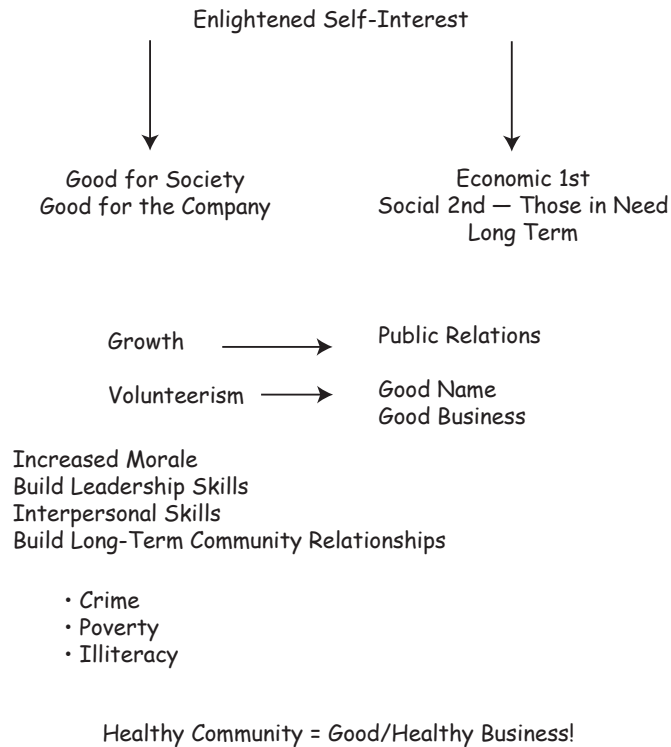 Enlightened Self-Interest
Good for Society
Good for the Company
Economic 1st
Social 2nd — Those in Need
Long Term
Growth
Public Relations
Volunteerism
Good Name
Good Business
Increased Morale
Build Leadership Skills
Interpersonal Skills
Build Long-Term Community Relationships
• Crime
• Poverty
• Illiteracy
Healthy Community = Good/Healthy Business!